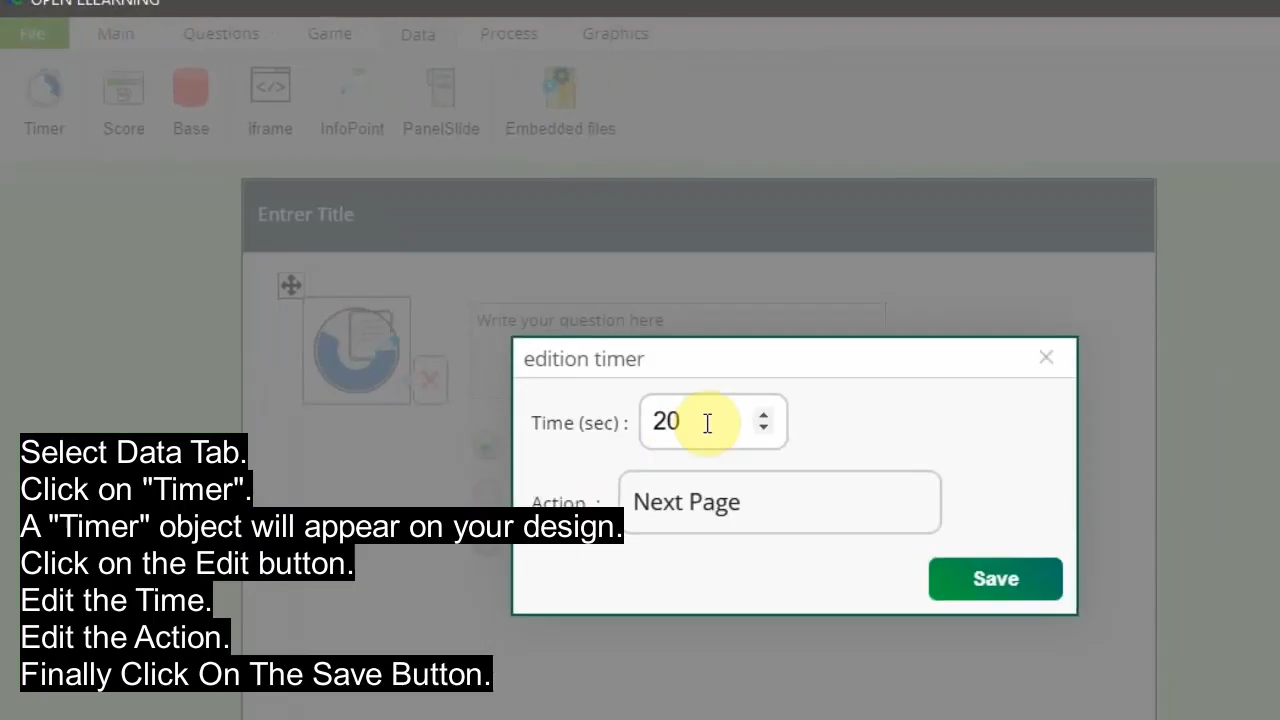 OPEN ELEARNING
File Main Questions Game Data Process Graphics
Timer Score Base Iframe InfoPoint PanelSlide Embedded files
Entrer Title
Write your question here
edition timer
Time (sec) : 20
Action : Next Page
Save
Select Data Tab.
Click on "Timer".
A "Timer" object will appear on your design.
Click on the Edit button.
Edit the Time.
Edit the Action.
Finally Click On The Save Button.